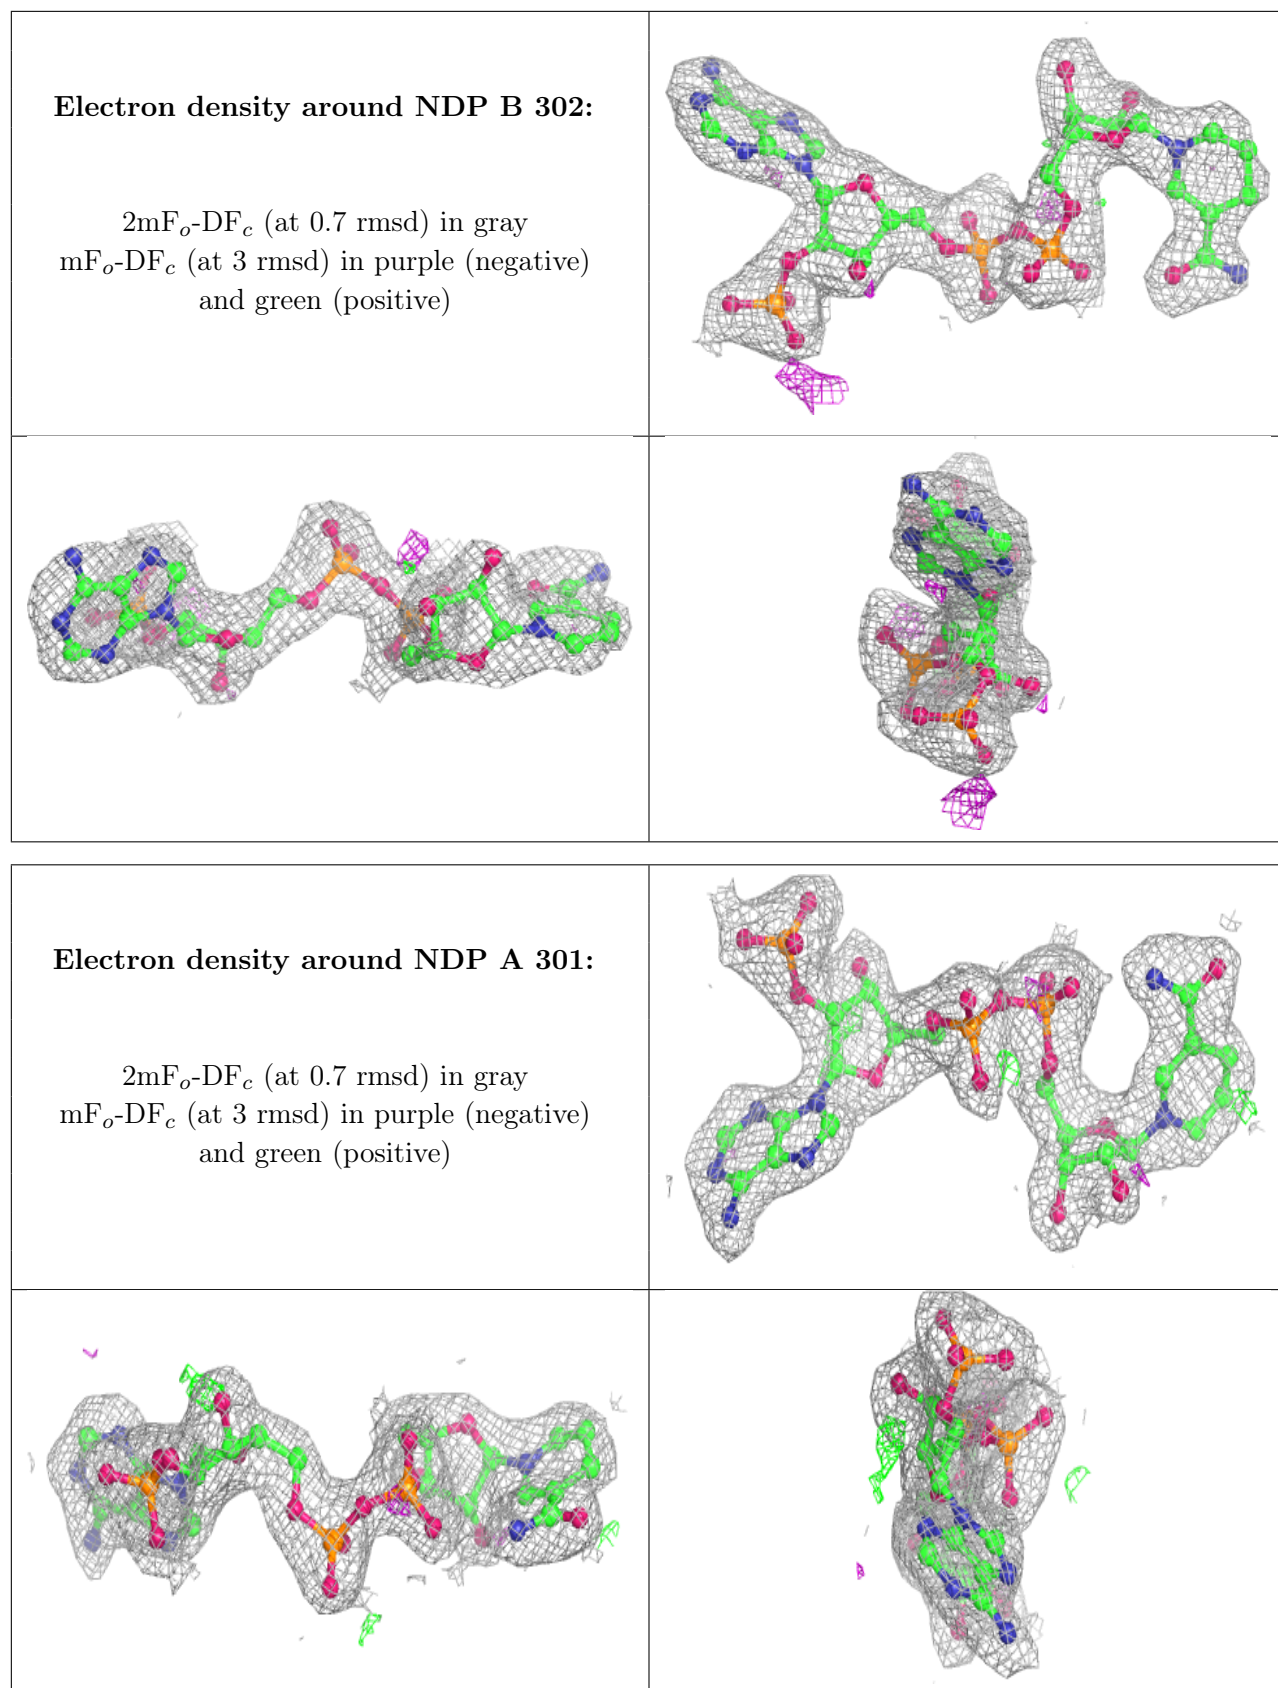 Electron density around NDP B 302:
2mFo-DFc (at 0.7 rmsd) in gray
mFo-DFc (at 3 rmsd) in purple (negative)
and green (positive)
Electron density around NDP A 301:
2mFo-DFc (at 0.7 rmsd) in gray
mFo-DFc (at 3 rmsd) in purple (negative)
and green (positive)